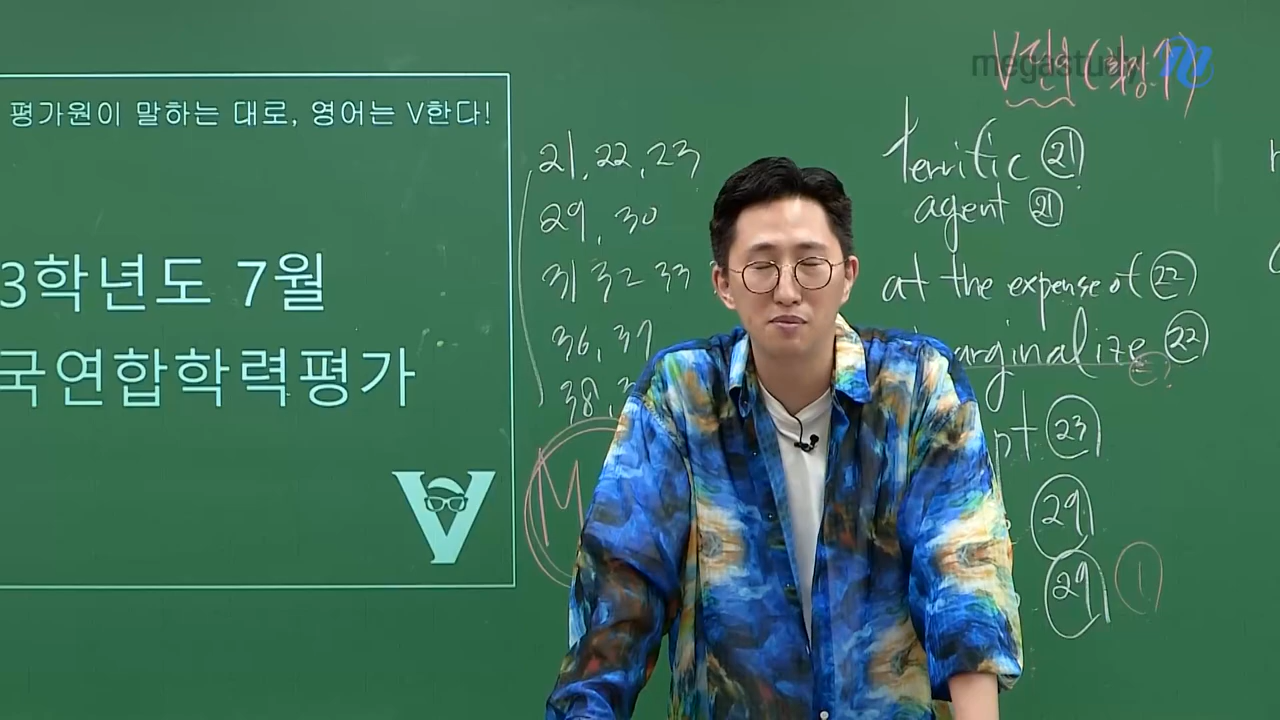 평가원이 말하는 대로, 영어는 V한다!
3학년도 7월
국연합학력평가
V
21, 22, 23
29, 30
31 32 33
36, 37
38,
M
megastudy
terrific 21
agent 21
at the expense of 22
arginalize 22
pt 23
29
29 1